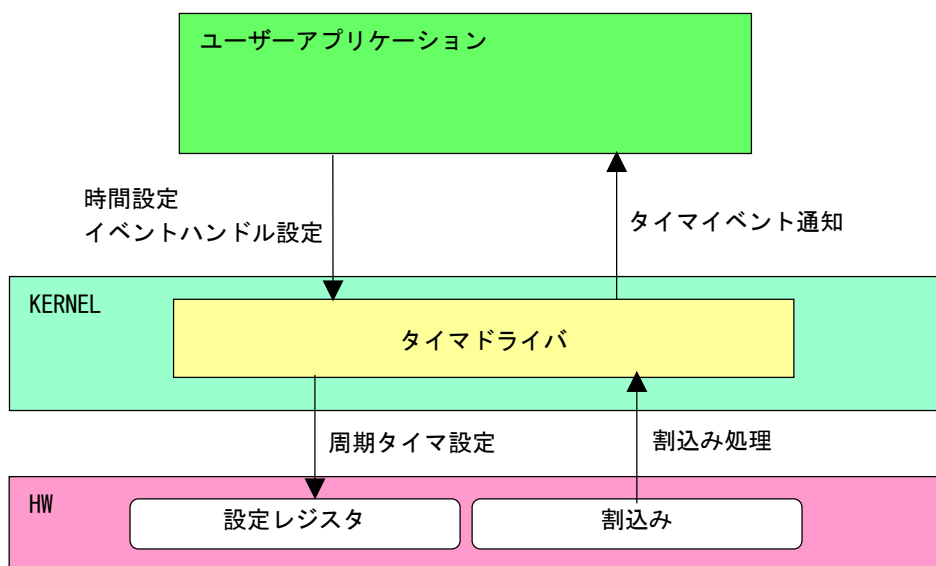 ユーザーアプリケーション
時間設定
イベントハンドル設定
タイマイベント通知
KERNEL
タイマドライバ
周期タイマ設定
割込み処理
HW
設定レジスタ
割込み